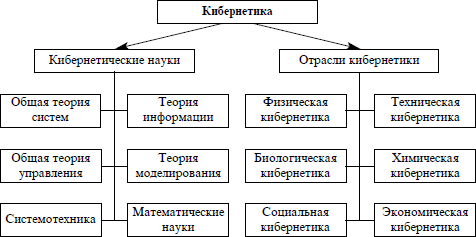 Кибернетика
Кибернетические науки
Отрасли кибернетики
Общая теория
систем
Теория
информации
Физическая
кибернетика
Техническая
кибернетика
Общая теория
управления
Теория
моделирования
Биологическая
кибернетика
Химическая
кибернетика
Системотехника
Математические
науки
Социальная
кибернетика
Экономическая
кибернетика